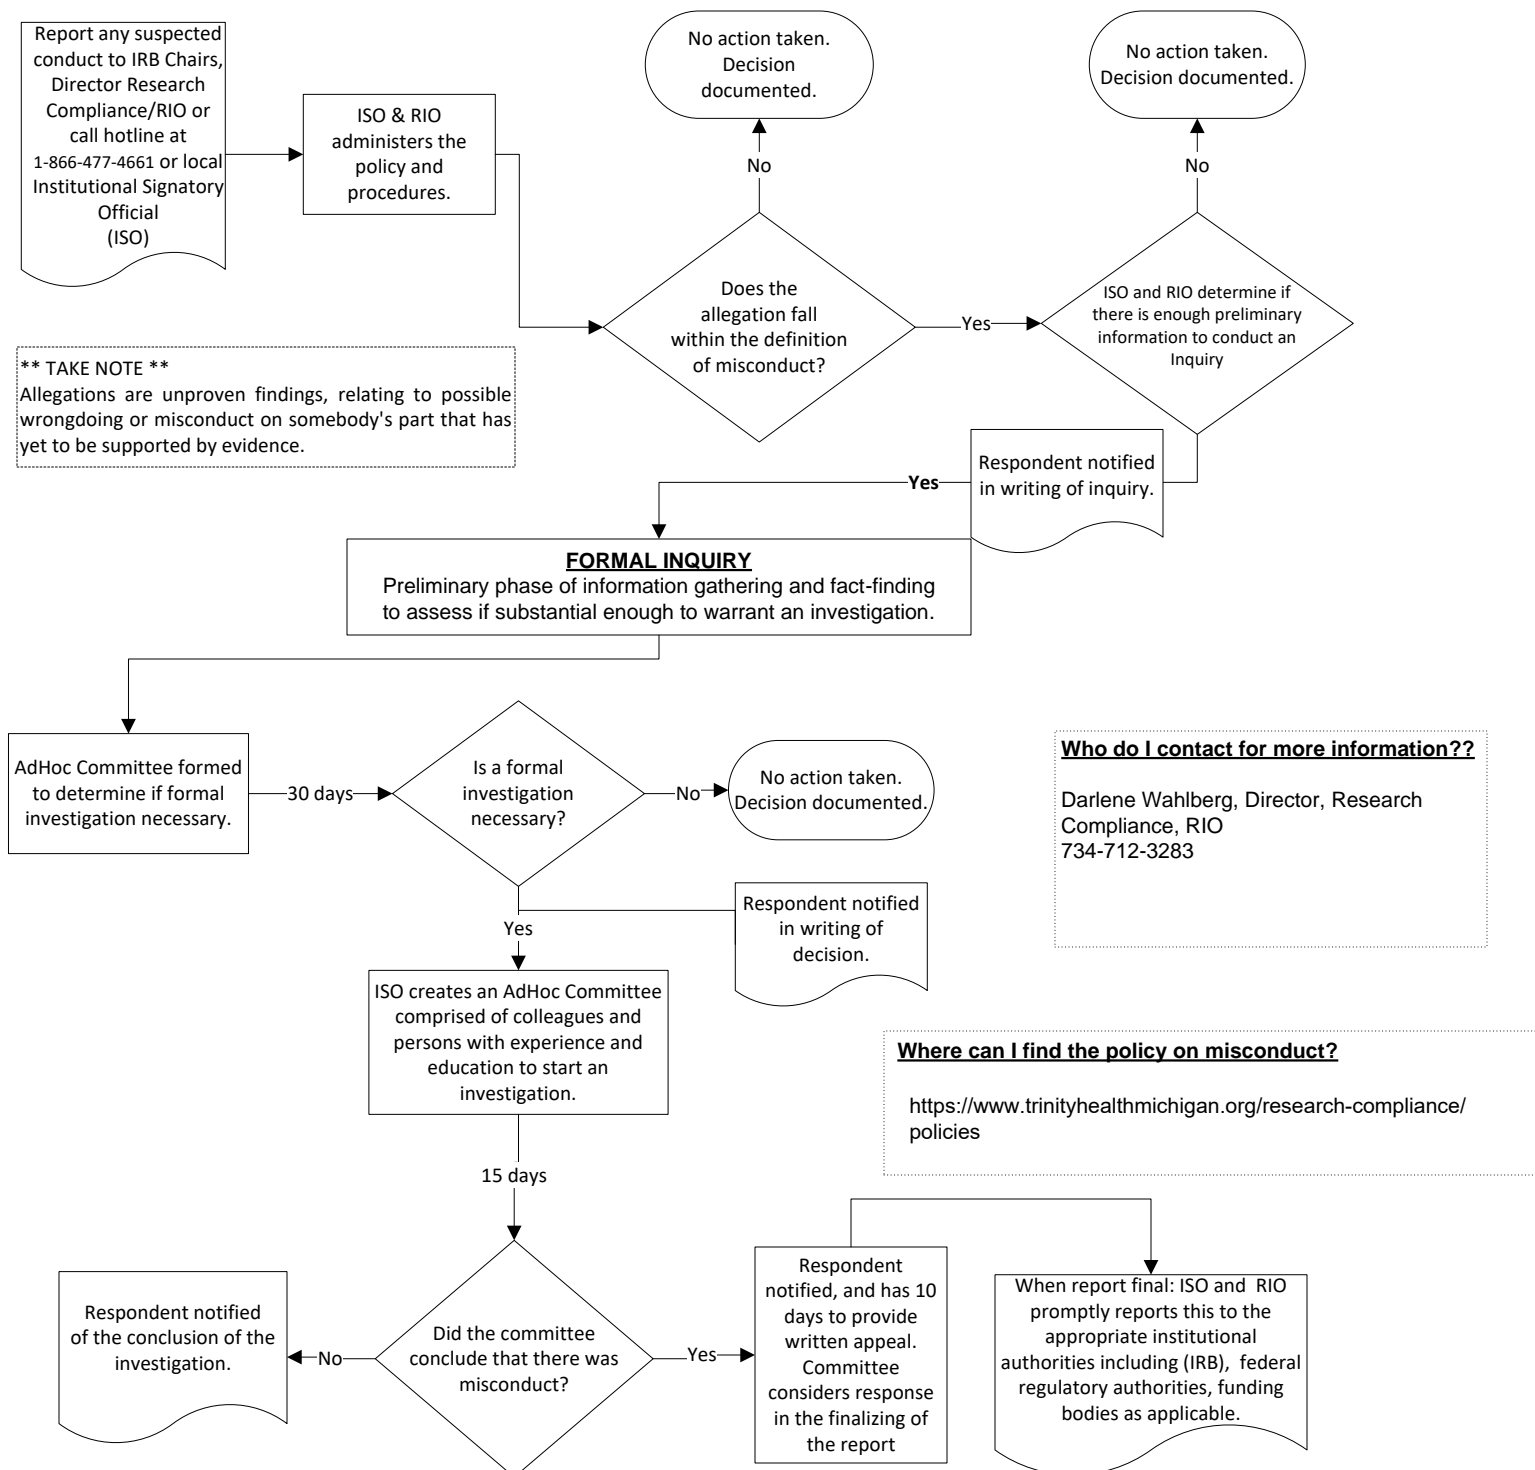 Report any suspected
conduct to IRB Chairs,
Director Research
Compliance/RIO or
call hotline at
1-866-477-4661 or local
Institutional Signatory
Official
(ISO)
ISO & RIO
administers the
policy and
procedures.
No action taken.
Decision
documented.
No
No action taken.
Decision documented.
No
Does the
allegation fall
within the definition
of misconduct?
Yes
ISO and RIO determine if
there is enough preliminary
information to conduct an
Inquiry
** TAKE NOTE **
Allegations are unproven findings, relating to possible
wrongdoing or misconduct on somebody's part that has
yet to be supported by evidence.
Respondent notified
in writing of inquiry.
Yes
FORMAL INQUIRY
Preliminary phase of information gathering and fact-finding
to assess if substantial enough to warrant an investigation.
AdHoc Committee formed
to determine if formal
investigation necessary.
30 days
Is a formal
investigation
necessary?
No
No action taken.
Decision documented.
Who do I contact for more information??
Darlene Wahlberg, Director, Research
Compliance, RIO
734-712-3283
Yes
Respondent notified
in writing of
decision.
ISO creates an AdHoc Committee
comprised of colleagues and
persons with experience and
education to start an
investigation.
Where can I find the policy on misconduct?
https://www.trinityhealthmichigan.org/research-compliance/
policies
15 days
Did the committee
conclude that there was
misconduct?
No
Respondent notified
of the conclusion of the
investigation.
Yes
Respondent
notified, and has 10
days to provide
written appeal.
Committee
considers response
in the finalizing of
the report
When report final: ISO and RIO
promptly reports this to the
appropriate institutional
authorities including (IRB), federal
regulatory authorities, funding
bodies as applicable.